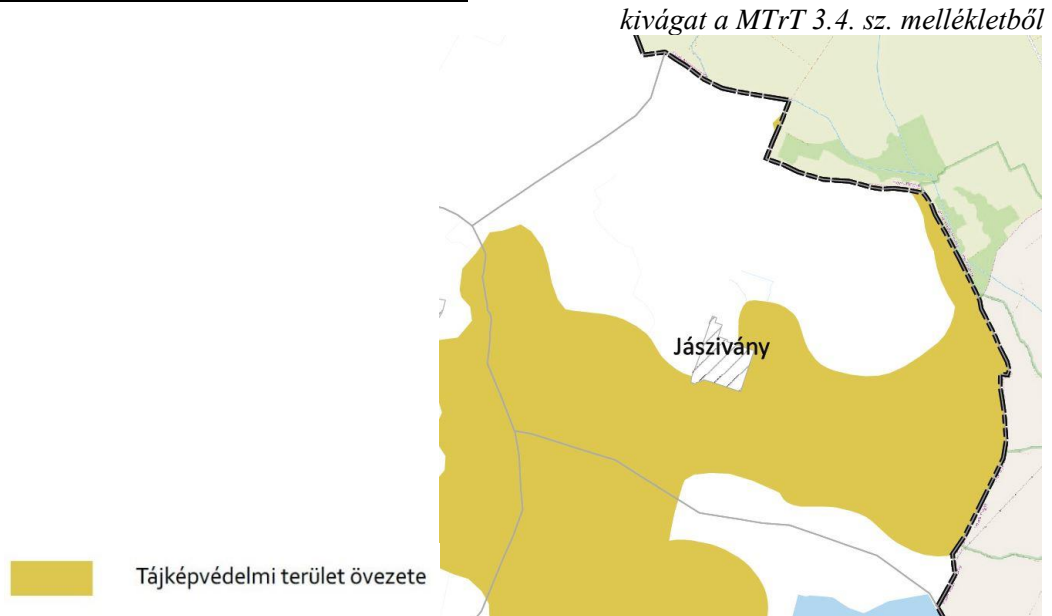 kivágat a MTrT 3.4. sz. mellékletből
Jászivány
Tájképvédelmi terület övezete